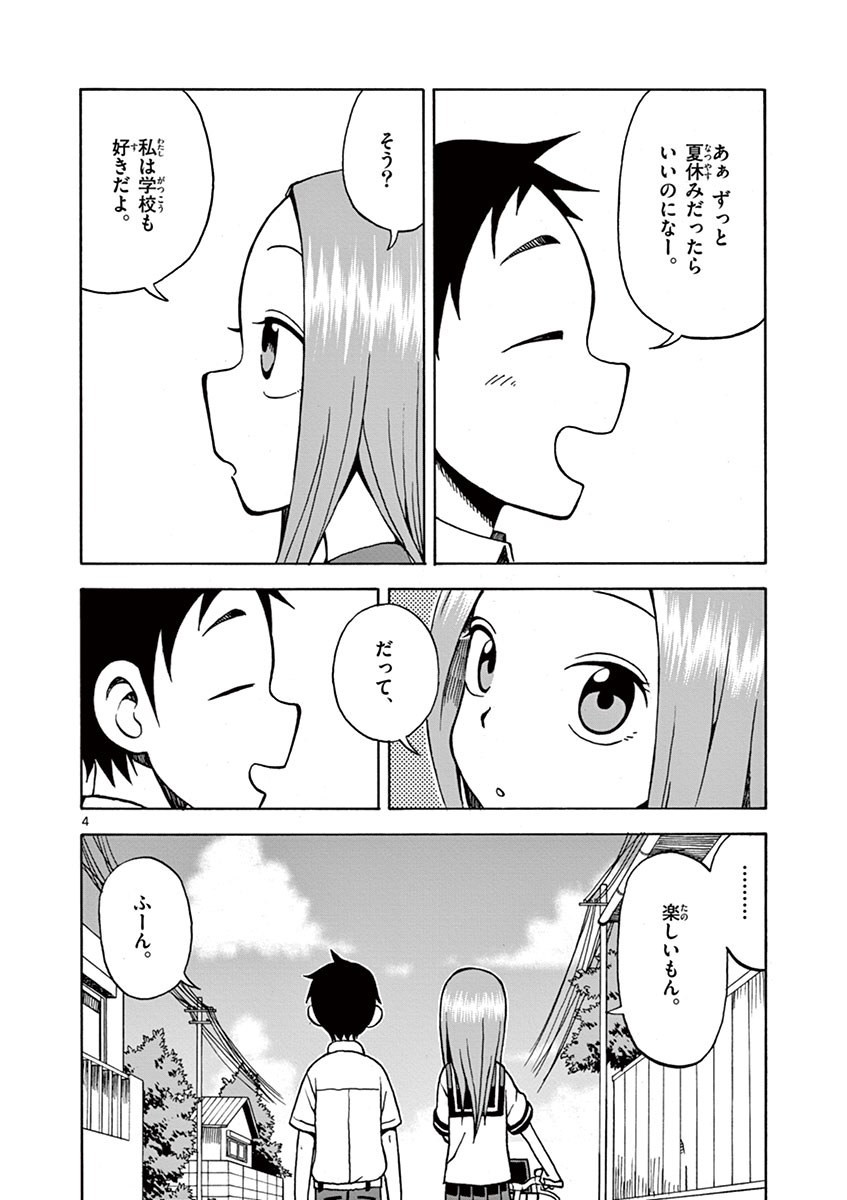 あぁ ずっと
夏休みだったら
いいのになー。
そう？
私は学校も
好きだよ。
だって、
………
楽しいもん。
ふーん。
4